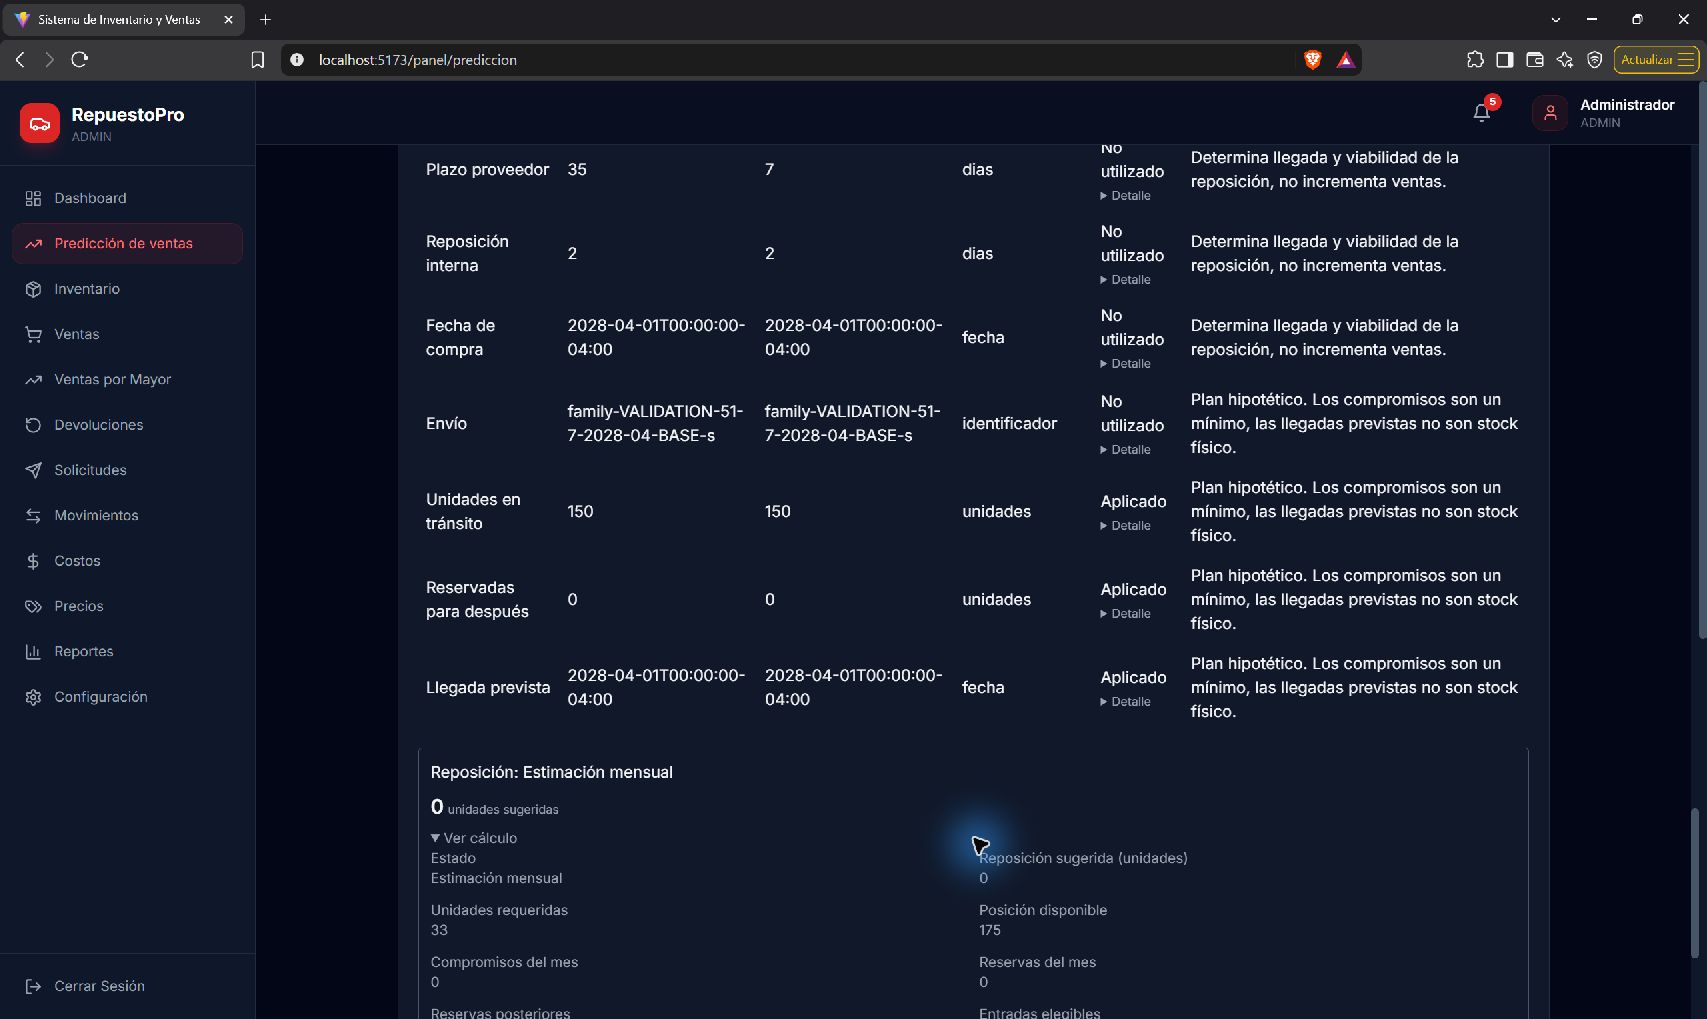 Sistema de Inventario y Ventas
localhost:5173/panel/prediccion
Actualizar
RepuestoPro
ADMIN
5
Administrador
ADMIN
Dashboard
Predicción de ventas
Inventario
Ventas
Ventas por Mayor
Devoluciones
Solicitudes
Movimientos
Costos
Precios
Reportes
Configuración
Cerrar Sesión
Plazo proveedor
35
7
dias
No
utilizado
Detalle
Determina llegada y viabilidad de la
reposición, no incrementa ventas.
Reposición
interna
2
2
dias
No
utilizado
Detalle
Determina llegada y viabilidad de la
reposición, no incrementa ventas.
Fecha de
compra
2028-04-01T00:00:00-
04:00
2028-04-01T00:00:00-
04:00
fecha
No
utilizado
Detalle
Determina llegada y viabilidad de la
reposición, no incrementa ventas.
Envío
family-VALIDATION-51-
7-2028-04-BASE-s
family-VALIDATION-51-
7-2028-04-BASE-s
identificador
No
utilizado
Detalle
Plan hipotético. Los compromisos son un
mínimo, las llegadas previstas no son stock
físico.
Unidades en
tránsito
150
150
unidades
Aplicado
Detalle
Plan hipotético. Los compromisos son un
mínimo, las llegadas previstas no son stock
físico.
Reservadas
para después
0
0
unidades
Aplicado
Detalle
Plan hipotético. Los compromisos son un
mínimo, las llegadas previstas no son stock
físico.
Llegada prevista
2028-04-01T00:00:00-
04:00
2028-04-01T00:00:00-
04:00
fecha
Aplicado
Detalle
Plan hipotético. Los compromisos son un
mínimo, las llegadas previstas no son stock
físico.
Reposición: Estimación mensual
0 unidades sugeridas
Ver cálculo
Estado
Estimación mensual
Reposición sugerida (unidades)
0
Unidades requeridas
33
Posición disponible
175
Compromisos del mes
0
Reservas del mes
0
Reservas posteriores
Entradas elegibles